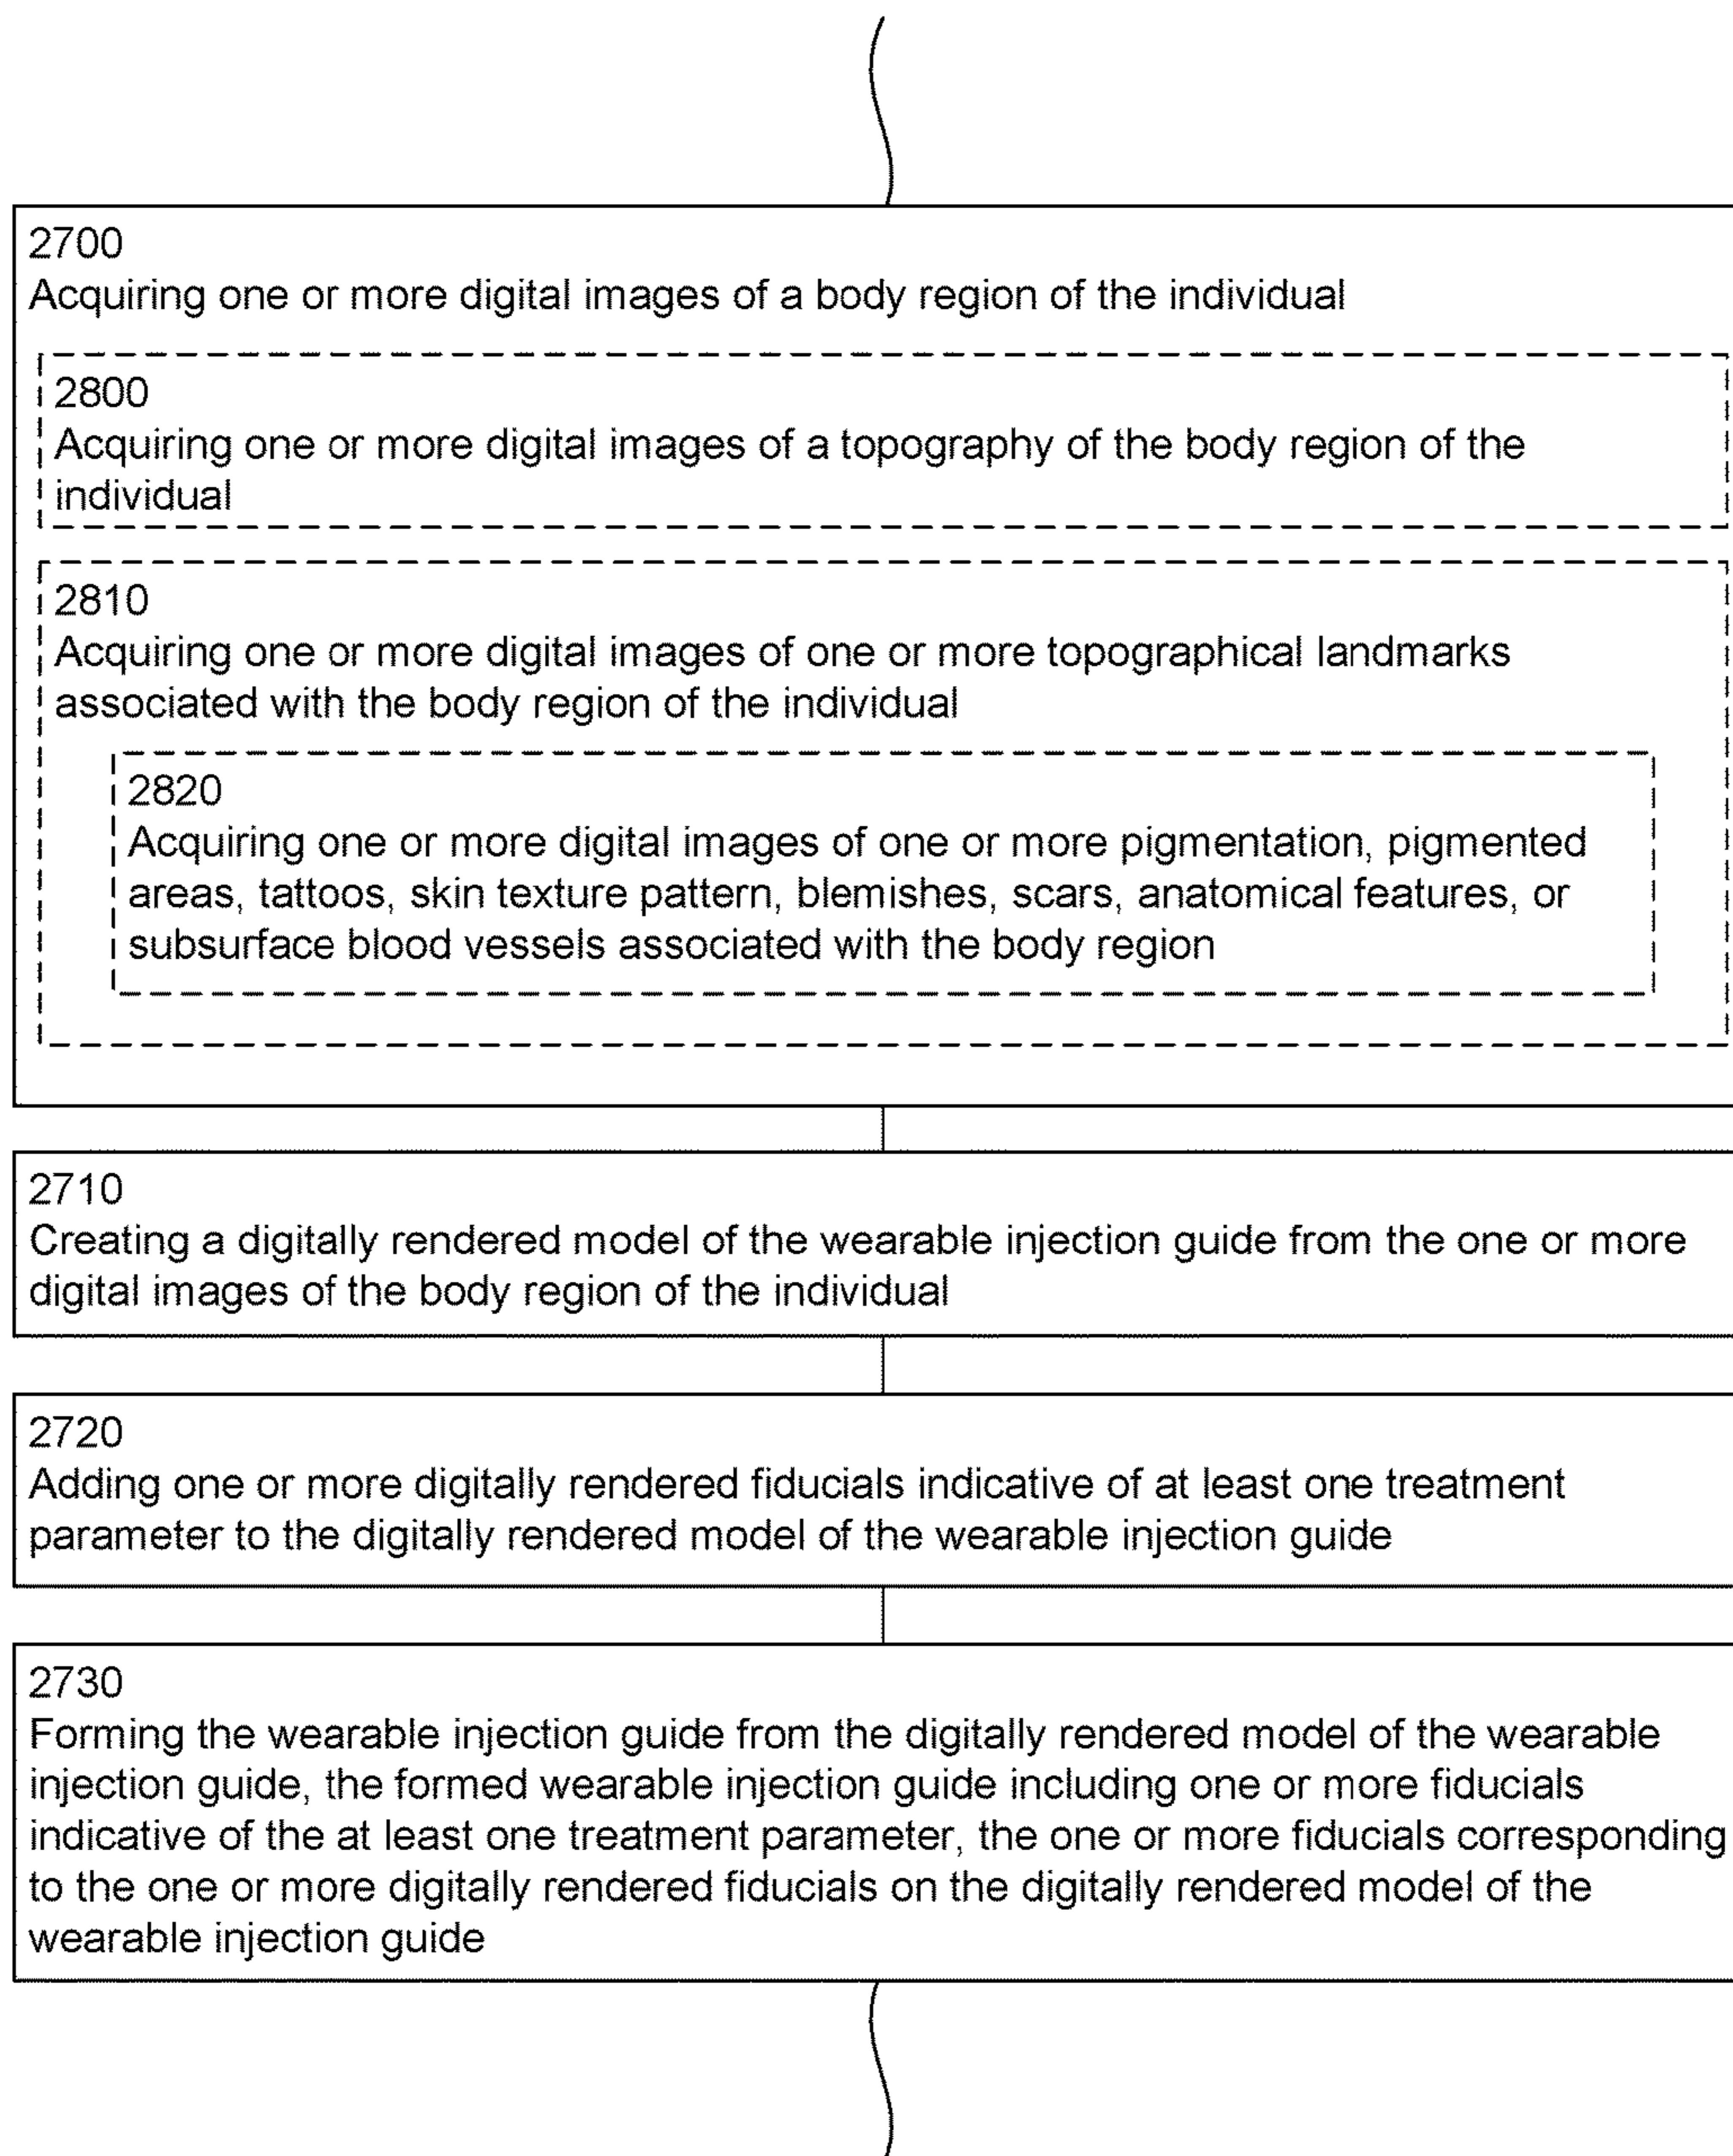 2700
Acquiring one or more digital images of a body region of the individual
2800
Acquiring one or more digital images of a topography of the body region of the
individual
2810
Acquiring one or more digital images of one or more topographical landmarks
associated with the body region of the individual
2820
Acquiring one or more digital images of one or more pigmentation, pigmented
areas, tattoos, skin texture pattern, blemishes, scars, anatomical features, or
subsurface blood vessels associated with the body region
2710
Creating a digitally rendered model of the wearable injection guide from the one or more
digital images of the body region of the individual
2720
Adding one or more digitally rendered fiducials indicative of at least one treatment
parameter to the digitally rendered model of the wearable injection guide
2730
Forming the wearable injection guide from the digitally rendered model of the wearable
injection guide, the formed wearable injection guide including one or more fiducials
indicative of the at least one treatment parameter, the one or more fiducials corresponding
to the one or more digitally rendered fiducials on the digitally rendered model of the
wearable injection guide